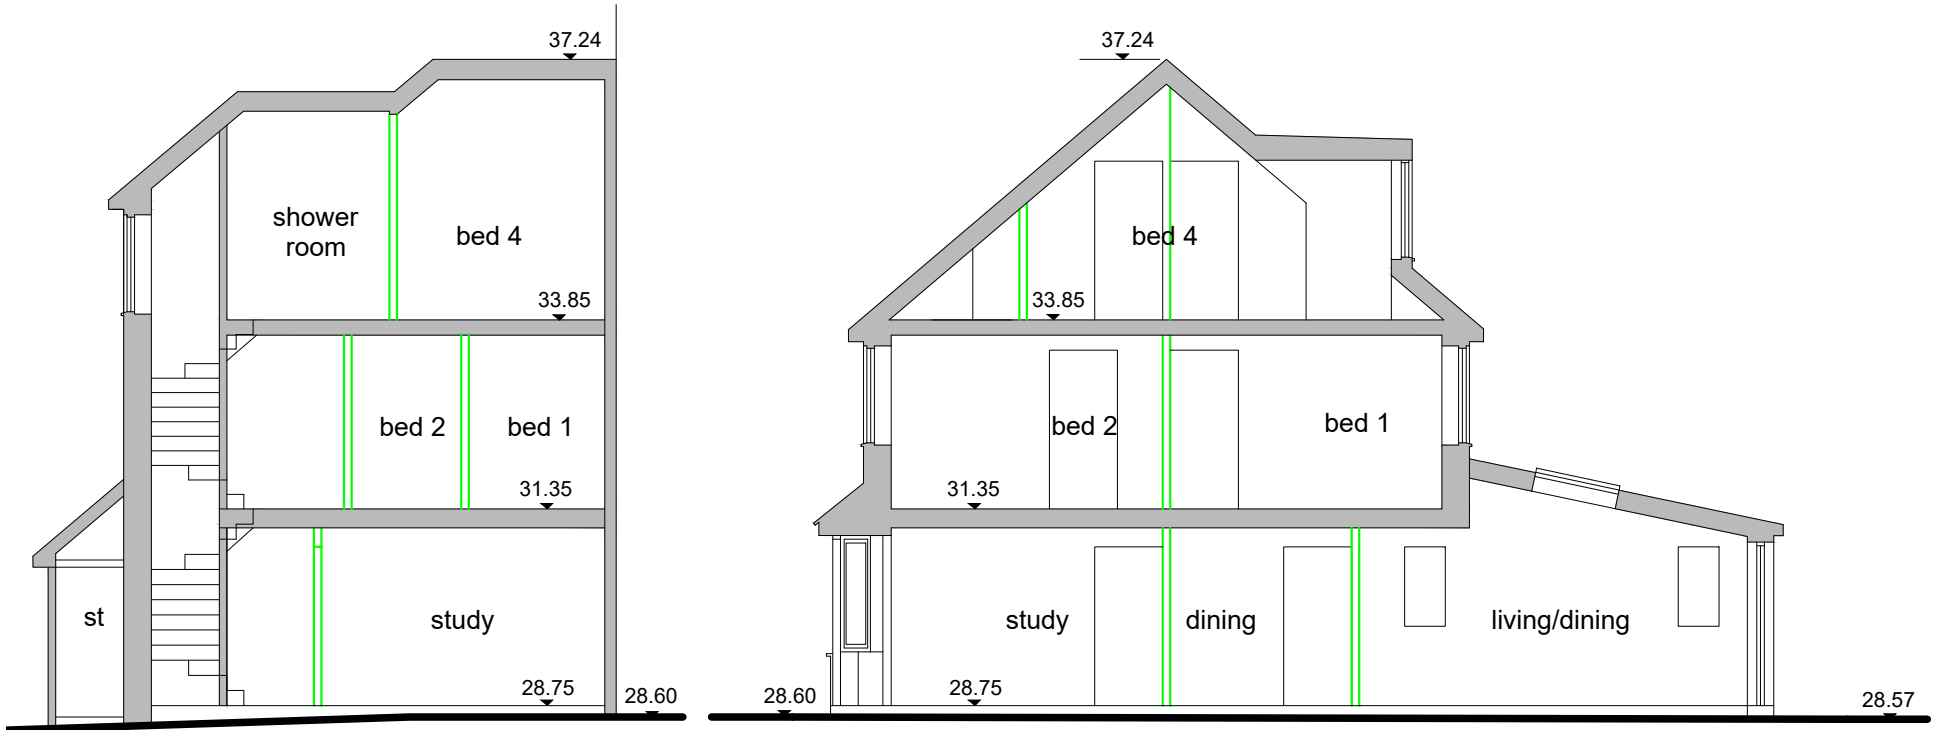 37.24
shower
room
bed 4
33.85
bed 2
bed 1
31.35
st
study
28.75
28.60
37.24
bed 4
33.85
bed 2
bed 1
31.35
study
dining
living/dining
28.60
28.75
28.57